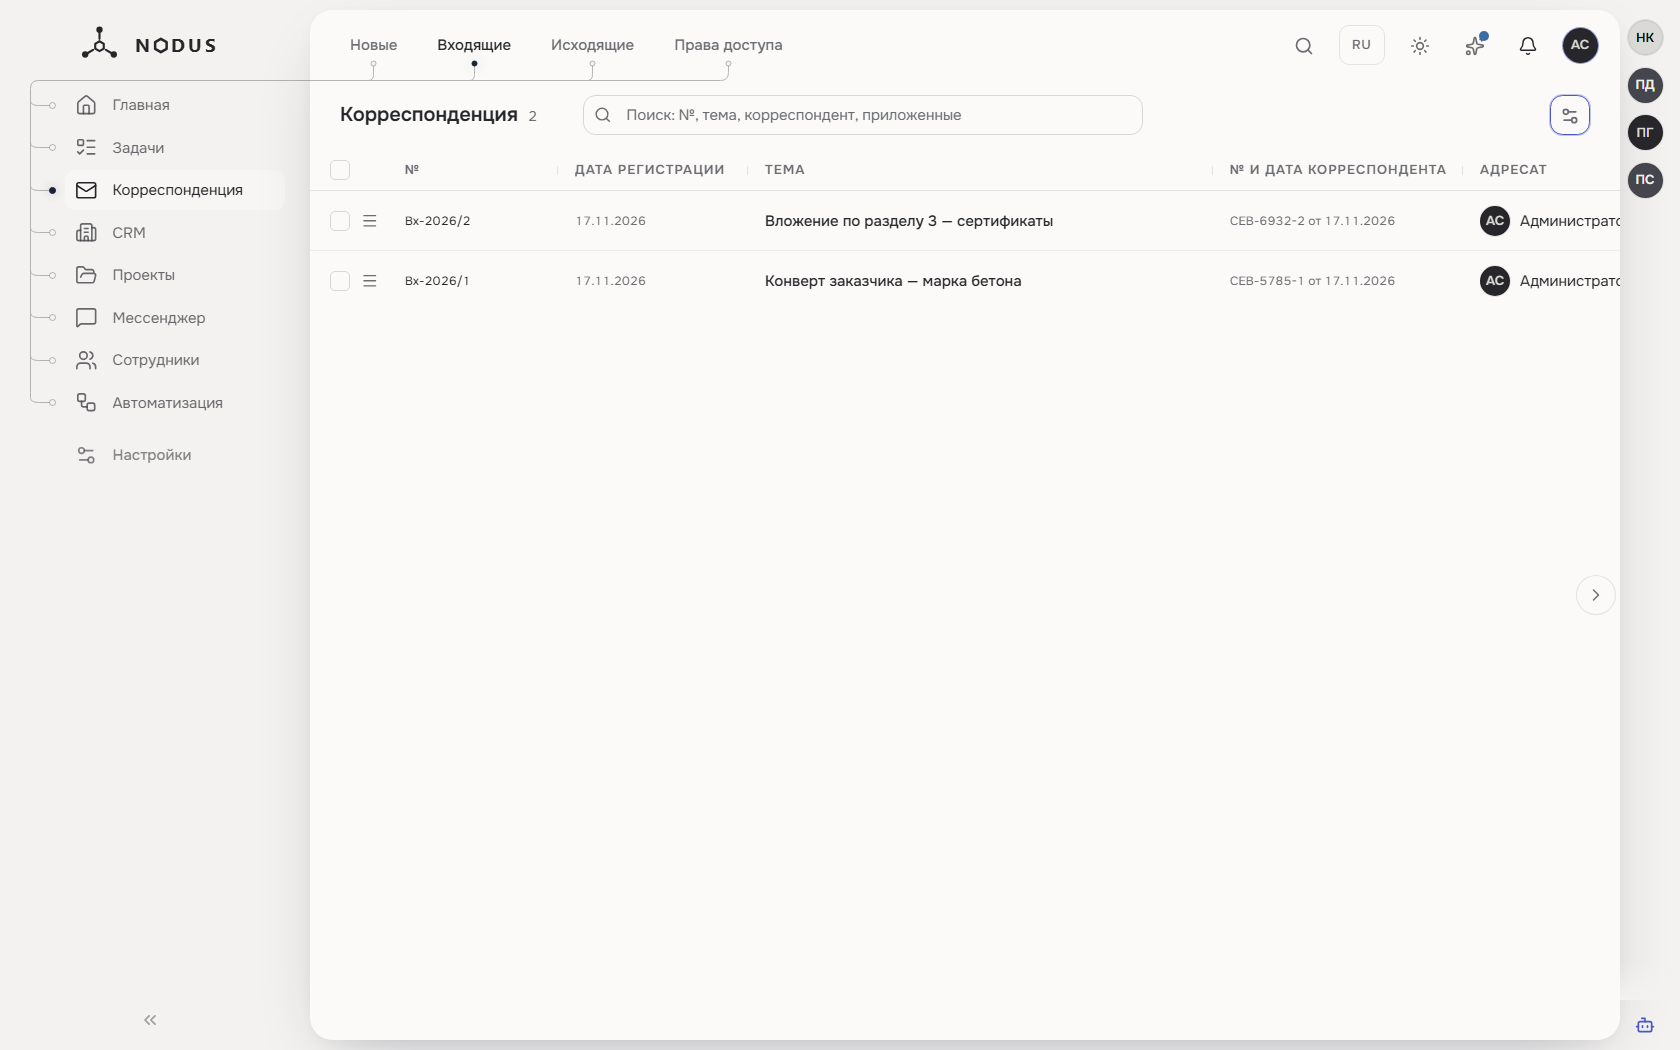 NODUS
Новые
Входящие
Исходящие
Права доступа
RU
АС
НК
ПД
ПГ
ПС
Главная
Задачи
Корреспонденция
CRM
Проекты
Мессенджер
Сотрудники
Автоматизация
Настройки
Корреспонденция 2
Поиск: №, тема, корреспондент, приложенные
№
ДАТА РЕГИСТРАЦИИ
ТЕМА
№ И ДАТА КОРРЕСПОНДЕНТА
АДРЕСАТ
Вх-2026/2
17.11.2026
Вложение по разделу 3 — сертификаты
СЕВ-6932-2 от 17.11.2026
АС
Администрато
Вх-2026/1
17.11.2026
Конверт заказчика — марка бетона
СЕВ-5785-1 от 17.11.2026
АС
Администрато